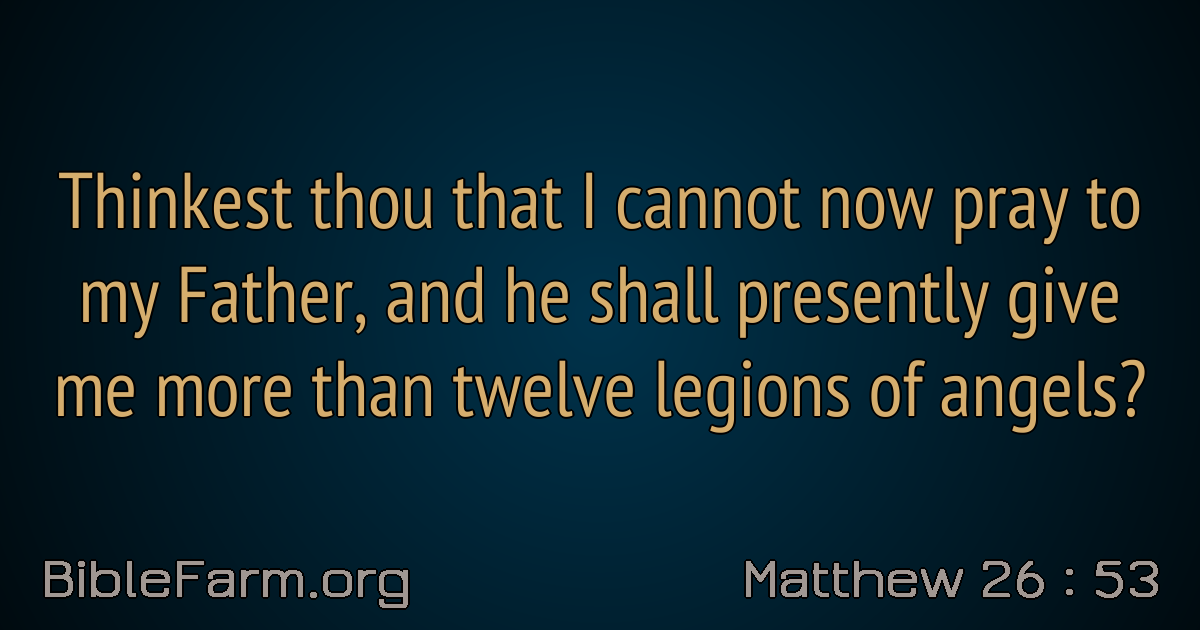 Thinkest thou that I cannot now pray to
my Father, and he shall presently give
me more than twelve legions of angels?
BibleFarm.org
Matthew 26 : 53